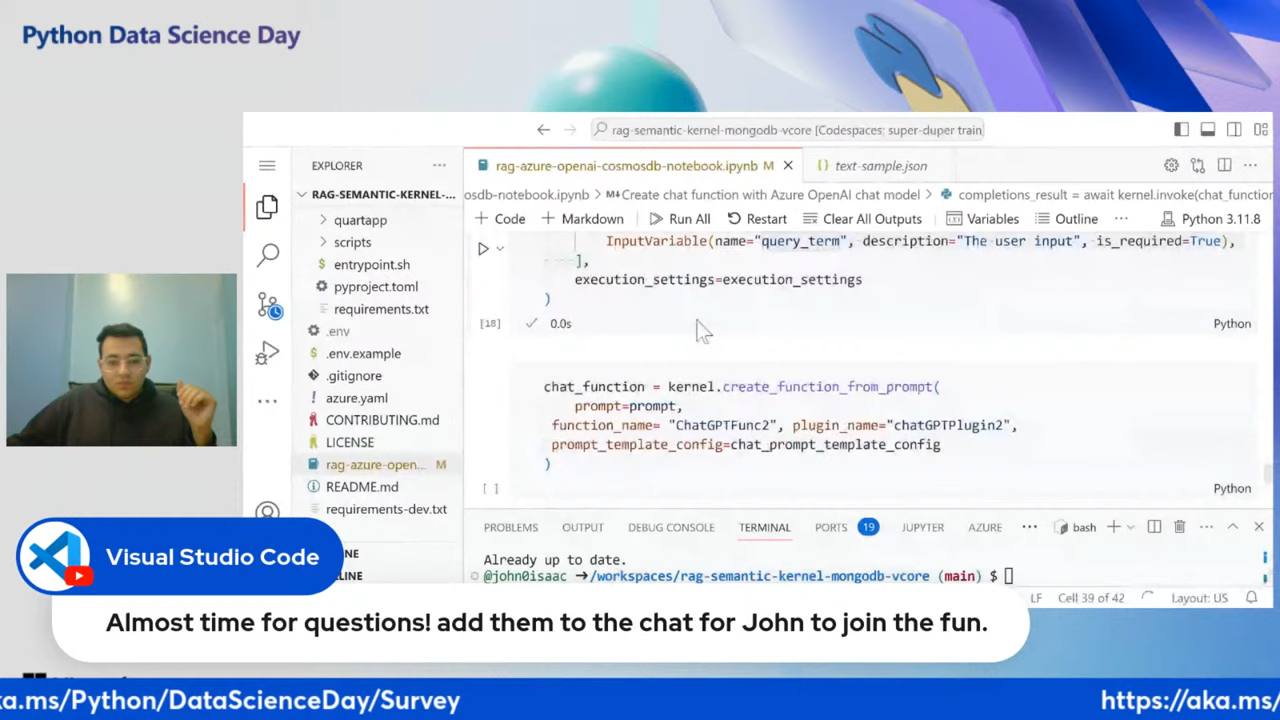 Python Data Science Day
rag-semantic-kernel-mongodb-vcore [Codespaces: super-duper train
EXPLORER
rag-azure-openai-cosmosdb-notebook.ipynb M
text-sample.json
RAG-SEMANTIC-KERNEL-...
osdb-notebook.ipynb > Create chat function with Azure OpenAI chat model > completions_result = await kernel.invoke(chat_function
+ Code + Markdown Run All Restart Clear All Outputs Variables Outline ... Python 3.11.8
quartapp
scripts
entrypoint.sh
pyproject.toml
requirements.txt
.env
.env.example
.gitignore
azure.yaml
CONTRIBUTING.md
LICENSE
rag-azure-open... M
README.md
requirements-dev.txt
InputVariable(name="query_term", description="The user input", is_required=True),
],
execution_settings=execution_settings
)
[18] 0.0s Python
chat_function = kernel.create_function_from_prompt(
prompt=prompt,
function_name= "ChatGPTFunc2", plugin_name="chatGPTPlugin2",
prompt_template_config=chat_prompt_template_config
)
[ ] Python
PROBLEMS OUTPUT DEBUG CONSOLE TERMINAL PORTS 19 JUPYTER AZURE ... bash
Already up to date.
@john0isaac →/workspaces/rag-semantic-kernel-mongodb-vcore (main) $
INE
LINE
LF Cell 39 of 42 Layout: US
Visual Studio Code
Almost time for questions! add them to the chat for John to join the fun.
ka.ms/Python/DataScienceDay/Survey
https://aka.ms/